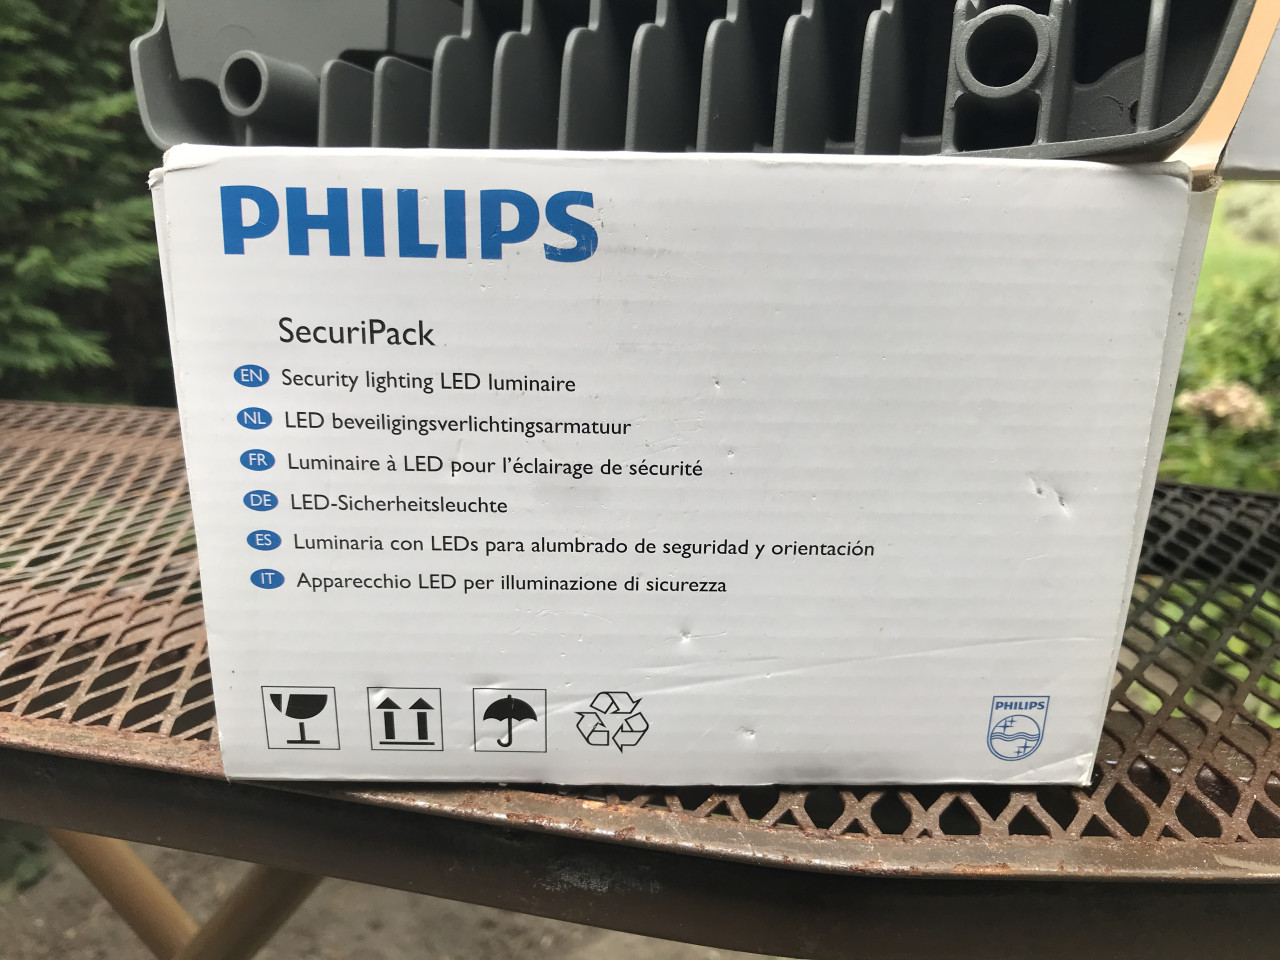 PHILIPS
SecuriPack
EN Security lighting LED luminaire
NL LED beveiligingsverlichtingsarmatuur
FR Luminaire à LED pour l'éclairage de sécurité
DE LED-Sicherheitsleuchte
ES Luminaria con LEDs para alumbrado de seguridad y orientación
IT Apparecchio LED per illuminazione di sicurezza
PHILIPS